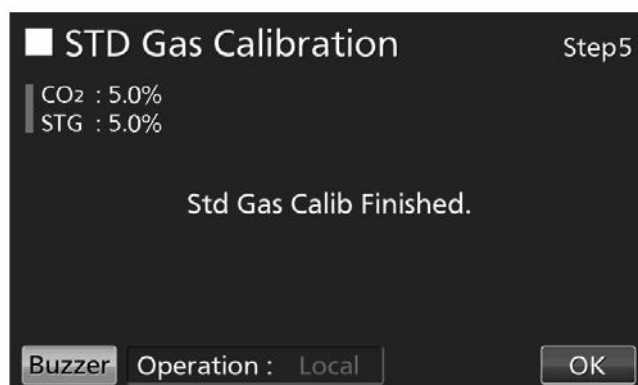 STD Gas Calibration Step5
CO2 : 5.0%
STG : 5.0%
Std Gas Calib Finished.
Buzzer Operation : Local OK